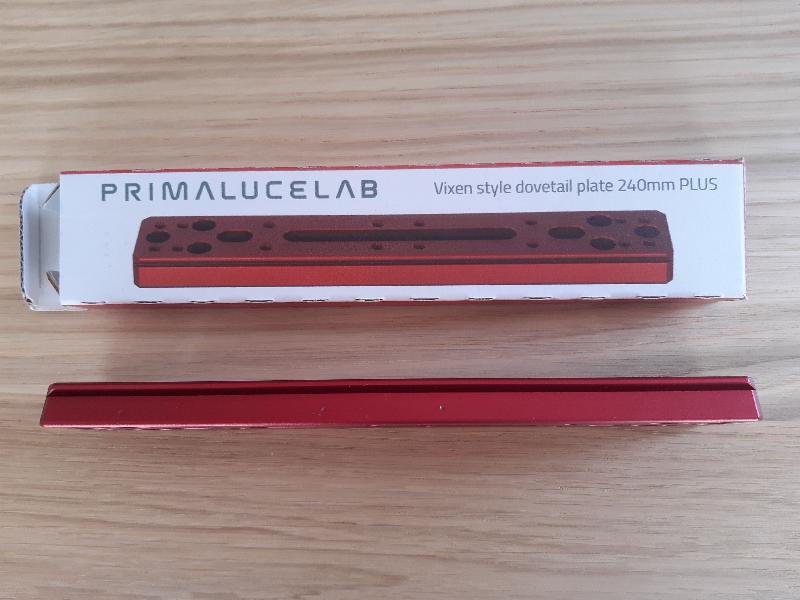 PRIMALUCELAB
Vixen style dovetail plate 240mm PLUS